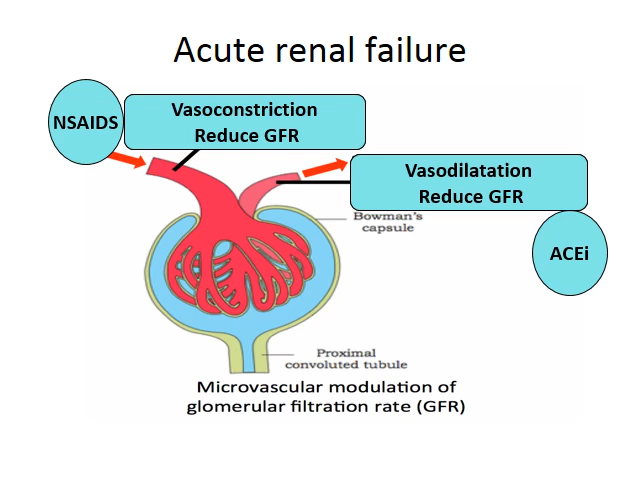 Acute renal failure
NSAIDS
Vasoconstriction
Reduce GFR
Vasodilatation
Reduce GFR
Bowman's
capsule
ACEi
Proximal
convoluted tubule
Microvascular modulation of
glomerular filtration rate (GFR)